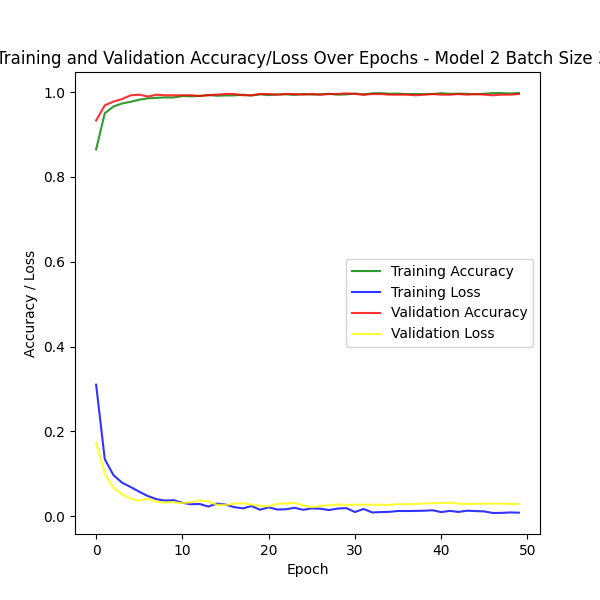 Training and Validation Accuracy/Loss Over Epochs - Model 2 Batch Size
1.0
0.8
0.6
0.4
0.2
0.0
Accuracy / Loss
Training Accuracy
Training Loss
Validation Accuracy
Validation Loss
0 10 20 30 40 50
Epoch